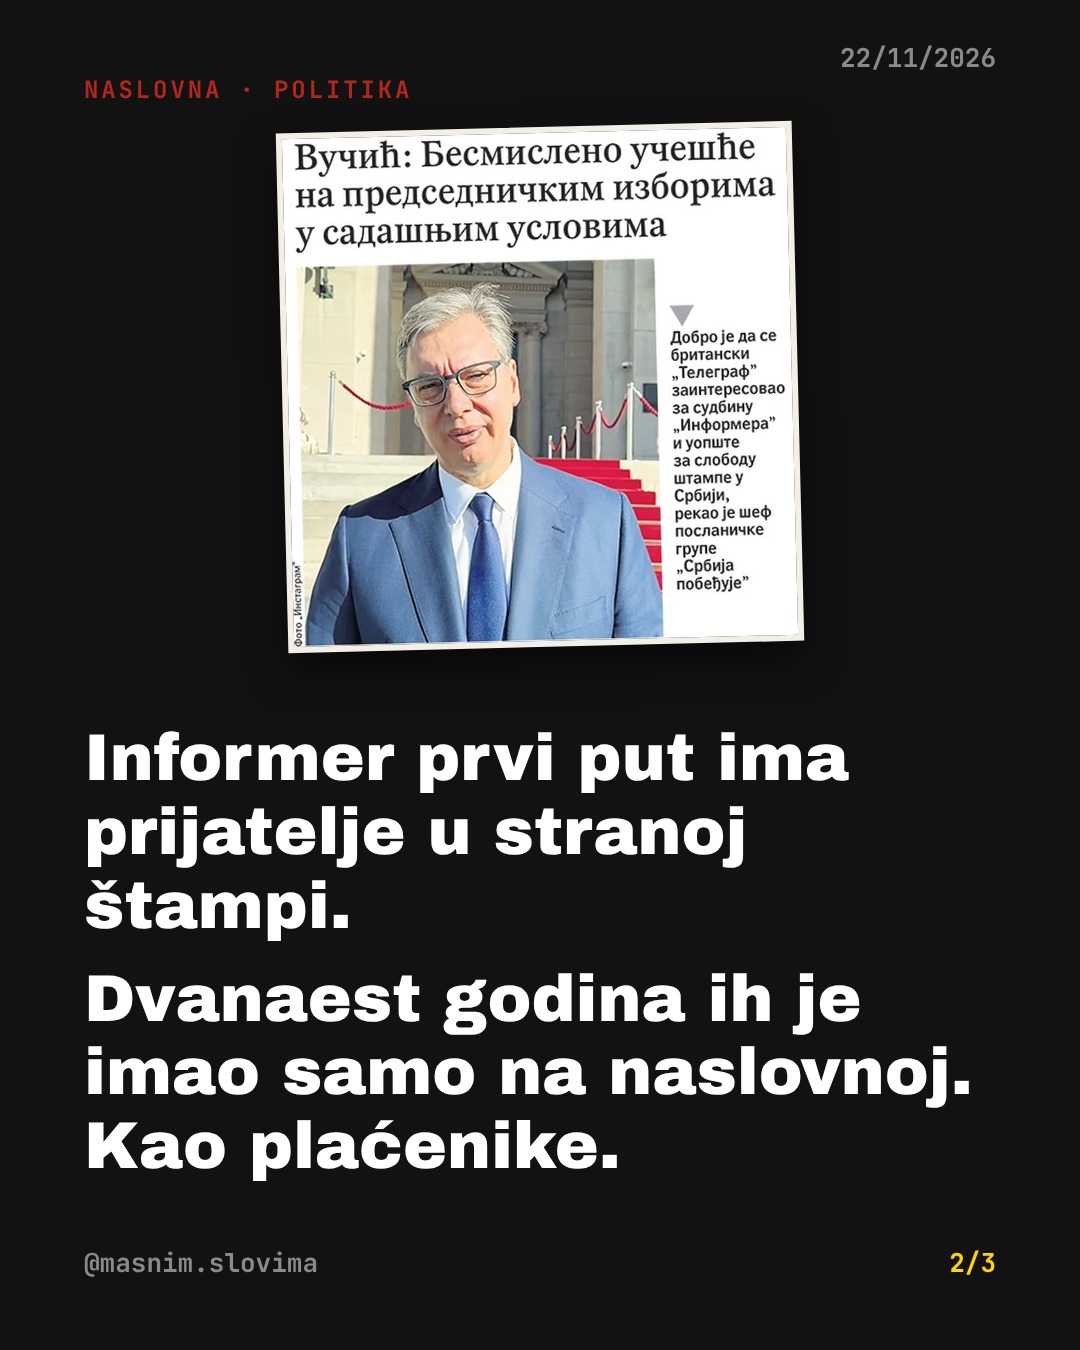 22/11/2026
NASLOVNA · POLITIKA
Вучић: Бесмислено учешће
на председничким изборима
у садашњим условима
Добро је да се
британски
„Телеграф”
заинтересовао
за судбину
„Информера”
и уопште
за слободу
штампе у
Србији,
рекао је шеф
посланичке
групе
„Србија
побеђује”
Фото „Инстаграм”
Informer prvi put ima
prijatelje u stranoj
štampi.
Dvanaest godina ih je
imao samo na naslovnoj.
Kao plaćenike.
@masnim.slovima
2/3